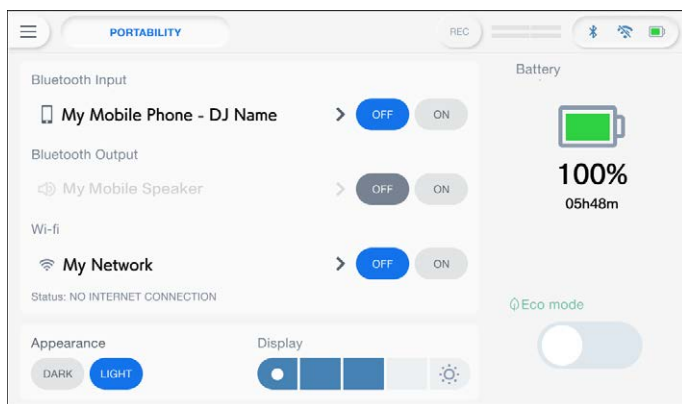 PORTABILITY
REC
Bluetooth Input
My Mobile Phone - DJ Name
OFF
ON
Bluetooth Output
My Mobile Speaker
OFF
ON
Wi-fi
My Network
OFF
ON
Status: NO INTERNET CONNECTION
Appearance
DARK
LIGHT
Display
Battery
100%
05h48m
Eco mode